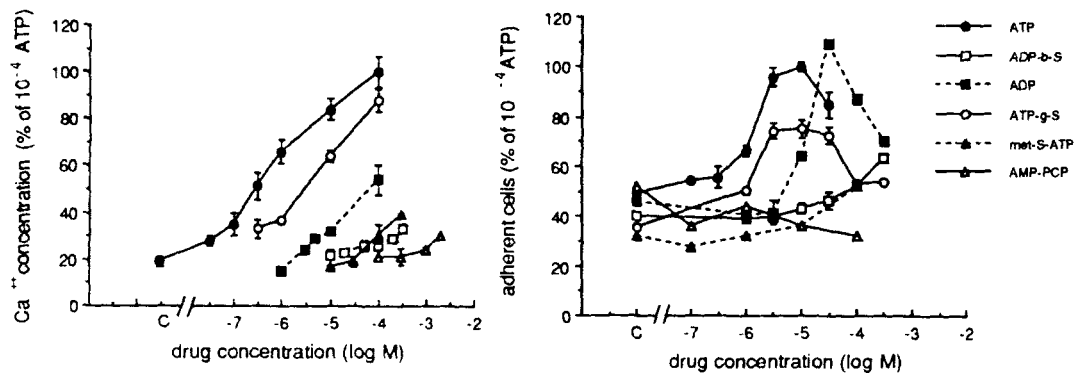 Ca ++ concentration (% of 10 -4 ATP)
120
100
80
60
40
20
0
C
-7
-6
-5
-4
-3
-2
drug concentration (log M)
adherent cells (% of 10 -4 ATP)
120
100
80
60
40
20
0
C
-7
-6
-5
-4
-3
-2
drug concentration (log M)
ATP
ADP-b-S
ADP
ATP-g-S
met-S-ATP
AMP-PCP